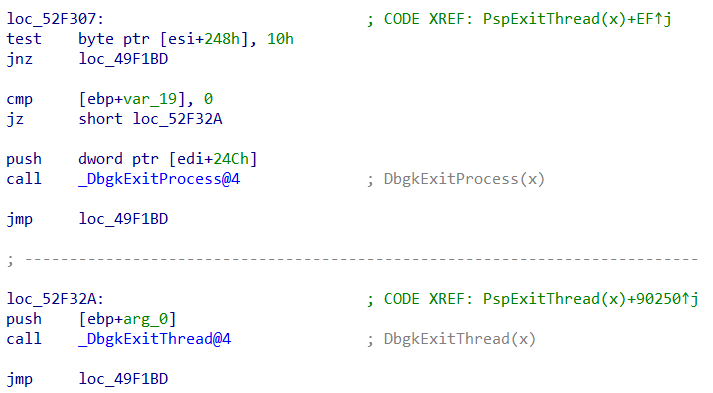 loc_52F307: ; CODE XREF: PspExitThread(x)+EF↑j
test byte ptr [esi+248h], 10h
jnz loc_49F1BD
cmp [ebp+var_19], 0
jz short loc_52F32A
push dword ptr [edi+24Ch]
call _DbgkExitProcess@4 ; DbgkExitProcess(x)
jmp loc_49F1BD
; ---------------------------------------------------------------------------
loc_52F32A: ; CODE XREF: PspExitThread(x)+90250↑j
push [ebp+arg_0]
call _DbgkExitThread@4 ; DbgkExitThread(x)
jmp loc_49F1BD